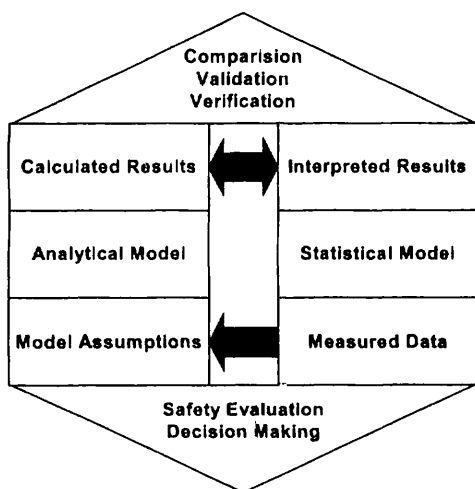 Comparision
Validation
Verification
Calculated Results
Interpreted Results
Analytical Model
Statistical Model
Model Assumptions
Measured Data
Safety Evaluation
Decision Making